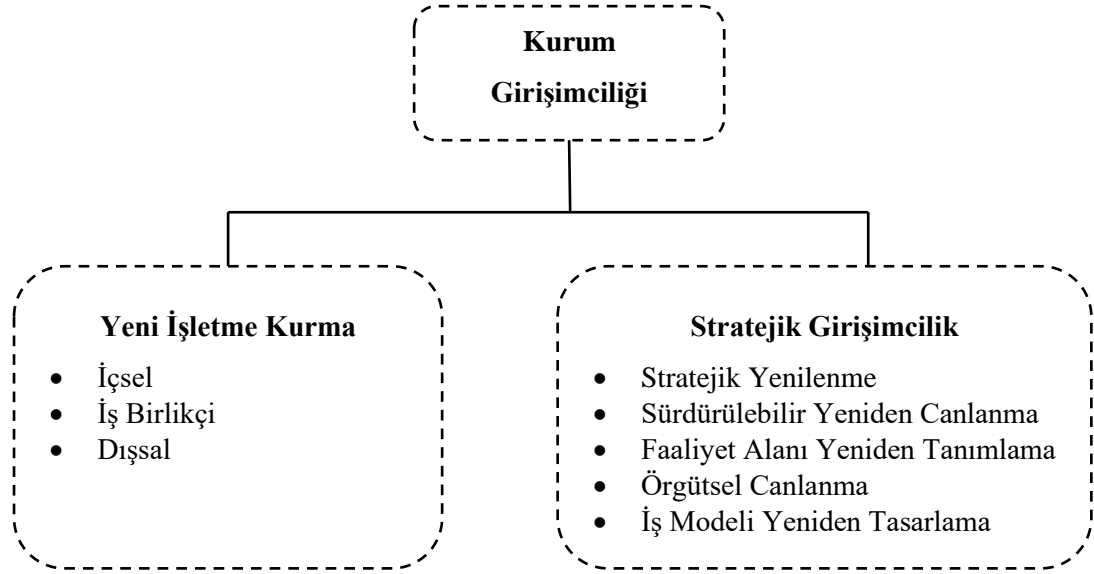 Kurum
Girişimciliği
Yeni İşletme Kurma
• İçsel
• İş Birlikçi
• Dışsal
Stratejik Girişimcilik
• Stratejik Yenilenme
• Sürdürülebilir Yeniden Canlanma
• Faaliyet Alanı Yeniden Tanımlama
• Örgütsel Canlanma
• İş Modeli Yeniden Tasarlama